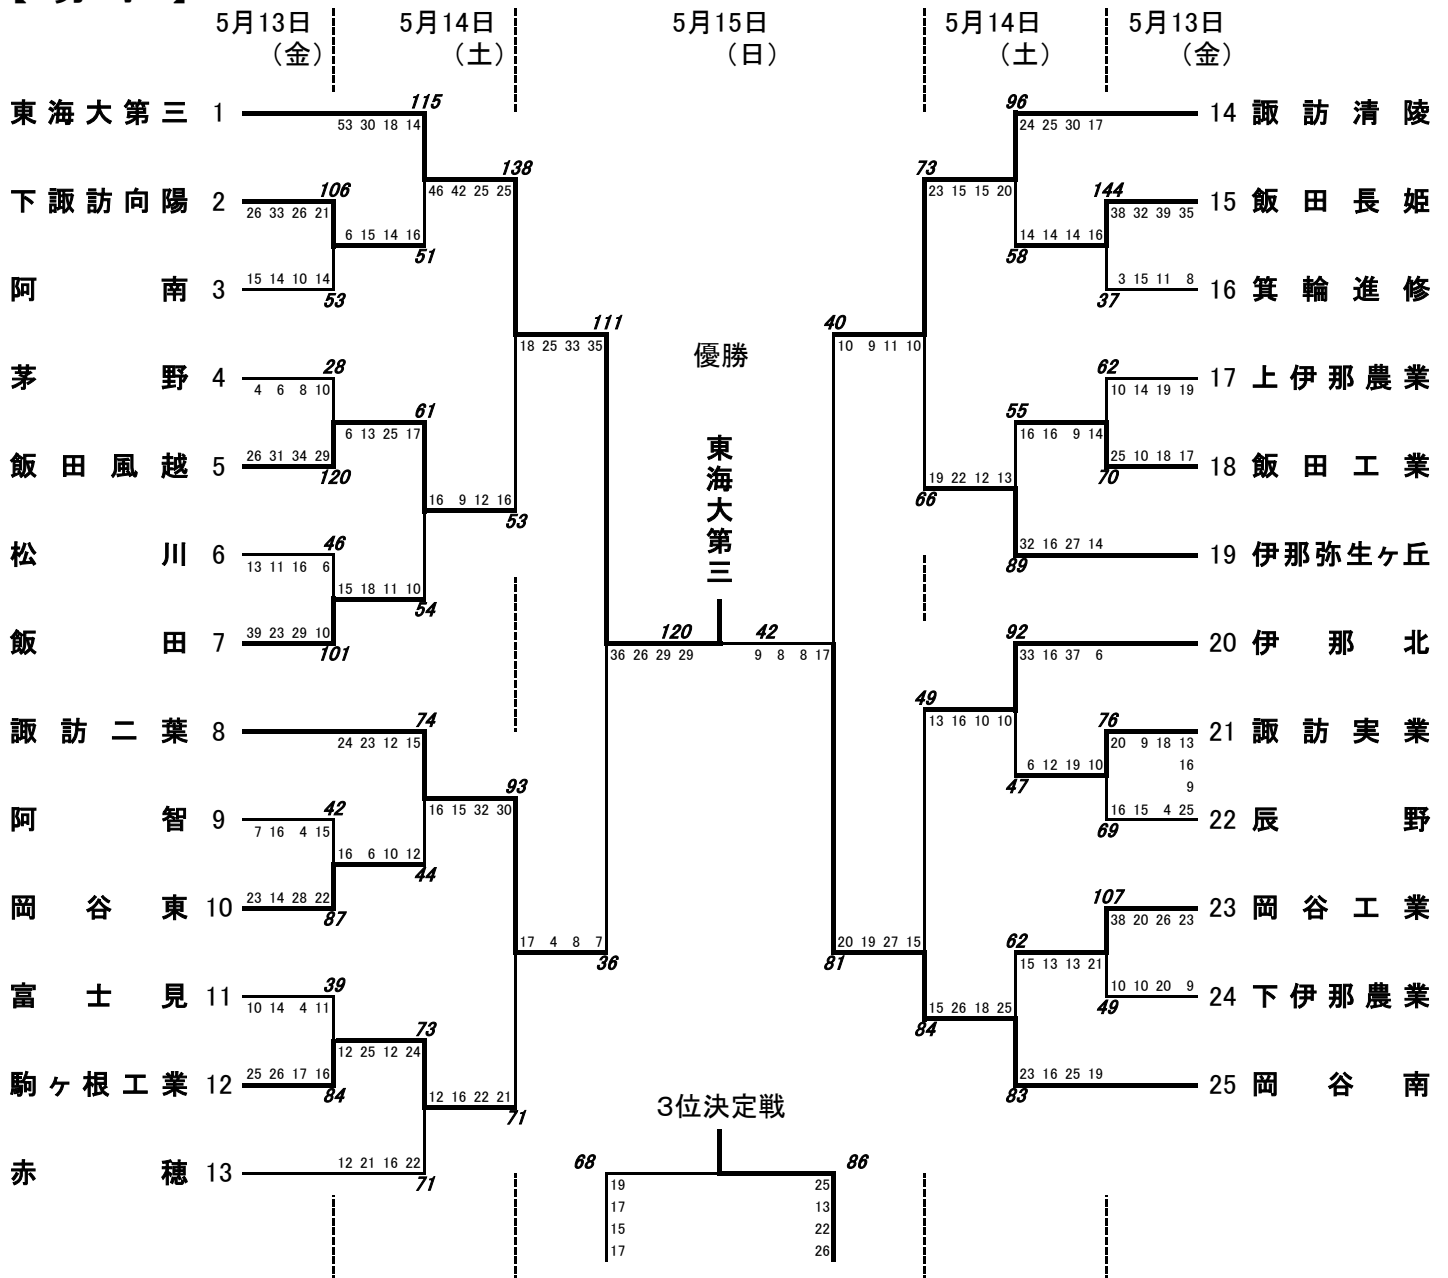 5月13日 5月14日 5月15日 5月14日 5月13日
（金） （土） （日） （土） （金）
115 96
東海大第三 1 14 諏訪清陵
53 30 18 14 24 25 30 17
138 73
106 46 42 25 25 23 15 15 20 144
下諏訪向陽 2 15 飯田長姫
26 33 26 21 38 32 39 35
6 15 14 16 14 14 14 16
51 58
15 14 10 14 3 15 11 8
阿南 3 16 箕輪進修
53 37
111 40
18 25 33 35 優勝 10 9 11 10
28 62
茅野 4 17 上伊那農業
4 6 8 10 10 14 19 19
61 55
6 13 25 17 16 16 9 14
東海大第三
26 31 34 29 25 10 18 17
飯田風越 5 18 飯田工業
120 70
16 9 12 16 19 22 12 13
53 66
46 32 16 27 14
松川 6 19 伊那弥生ヶ丘
13 11 16 6 89
15 18 11 10
54
39 23 29 10 120 42 92
飯田 7 20 伊那北
101 36 26 29 29 9 8 8 17 33 16 37 6
49
74 13 16 10 10 76
諏訪二葉 8 21 諏訪実業
24 23 12 15 20 9 18 13
6 12 19 10 16
93 47 9
16 15 32 30
42 16 15 4 25
阿智 9 22 辰野
7 16 4 15 69
16 6 10 12
44
23 14 28 22 107
岡谷東 10 23 岡谷工業
87 38 20 26 23
17 4 8 7 20 19 27 15 62
36 81 15 13 13 21
39 10 10 20 9
富士見 11 24 下伊那農業
10 14 4 11 15 26 18 25 49
73 84
12 25 12 24
25 26 17 16 23 16 25 19
駒ヶ根工業 12 25 岡谷南
84 83
12 16 22 21 3位決定戦
71
12 21 16 22 68 86
赤穂 13
71 19 25
17 13
15 22
17 26